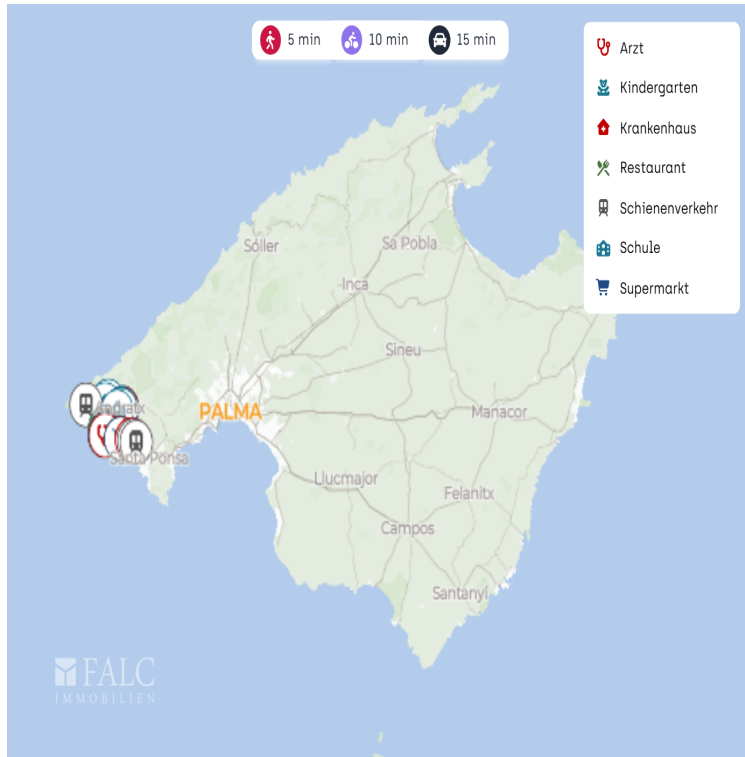 5 min
10 min
15 min
Arzt
Kindergarten
Krankenhaus
Restaurant
Schienenverkehr
Schule
Supermarkt
Sóller
Sa Pobla
Inca
Sineu
Andratx
PALMA
Manacor
Santa Ponsa
Llucmajor
Felanitx
Campos
Santanyí
FALC
IMMOBILIEN